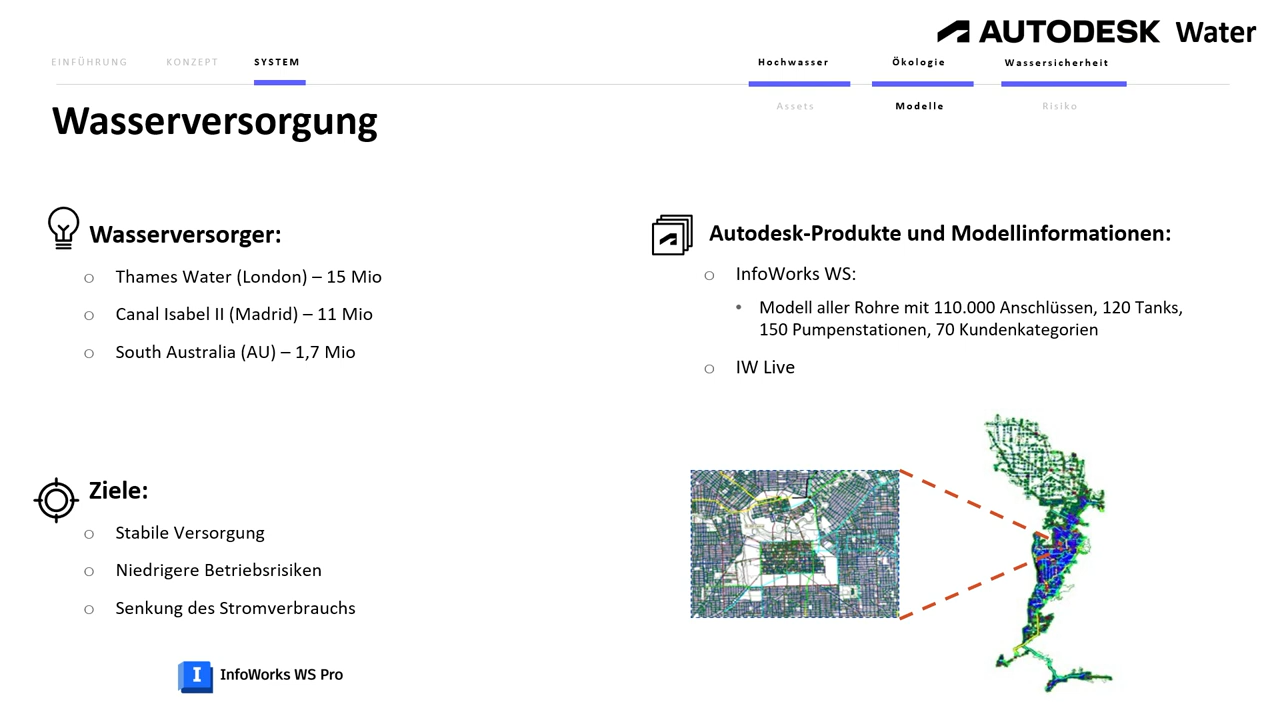 AUTODESK Water
EINFÜHRUNG KONZEPT SYSTEM
Hochwasser Ökologie Wassersicherheit
Assets Modelle Risiko
Wasserversorgung
Wasserversorger:
Thames Water (London) – 15 Mio
Canal Isabel II (Madrid) – 11 Mio
South Australia (AU) – 1,7 Mio
Ziele:
Stabile Versorgung
Niedrigere Betriebsrisiken
Senkung des Stromverbrauchs
I InfoWorks WS Pro
Autodesk-Produkte und Modellinformationen:
InfoWorks WS:
Modell aller Rohre mit 110.000 Anschlüssen, 120 Tanks,
150 Pumpenstationen, 70 Kundenkategorien
IW Live